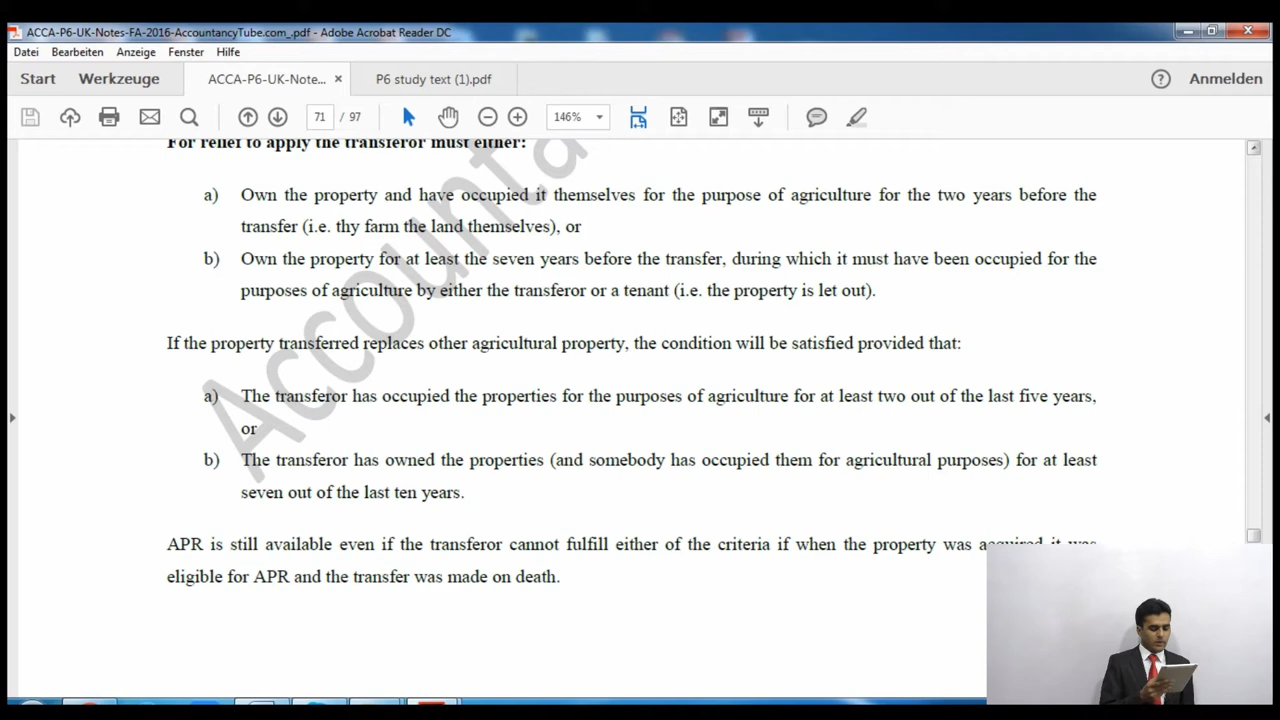 ACCA-P6-UK-Notes-FA-2016-AccountancyTube.com_.pdf - Adobe Acrobat Reader DC
Datei Bearbeiten Anzeige Fenster Hilfe
Start Werkzeuge ACCA-P6-UK-Note... × P6 study text (1).pdf ? Anmelden
71 / 97 146%
For relief to apply the transferor must either:
a) Own the property and have occupied it themselves for the purpose of agriculture for the two years before the
transfer (i.e. thy farm the land themselves), or
b) Own the property for at least the seven years before the transfer, during which it must have been occupied for the
purposes of agriculture by either the transferor or a tenant (i.e. the property is let out).
If the property transferred replaces other agricultural property, the condition will be satisfied provided that:
a) The transferor has occupied the properties for the purposes of agriculture for at least two out of the last five years,
or
b) The transferor has owned the properties (and somebody has occupied them for agricultural purposes) for at least
seven out of the last ten years.
APR is still available even if the transferor cannot fulfill either of the criteria if when the property was acquired it was
eligible for APR and the transfer was made on death.
Accounta